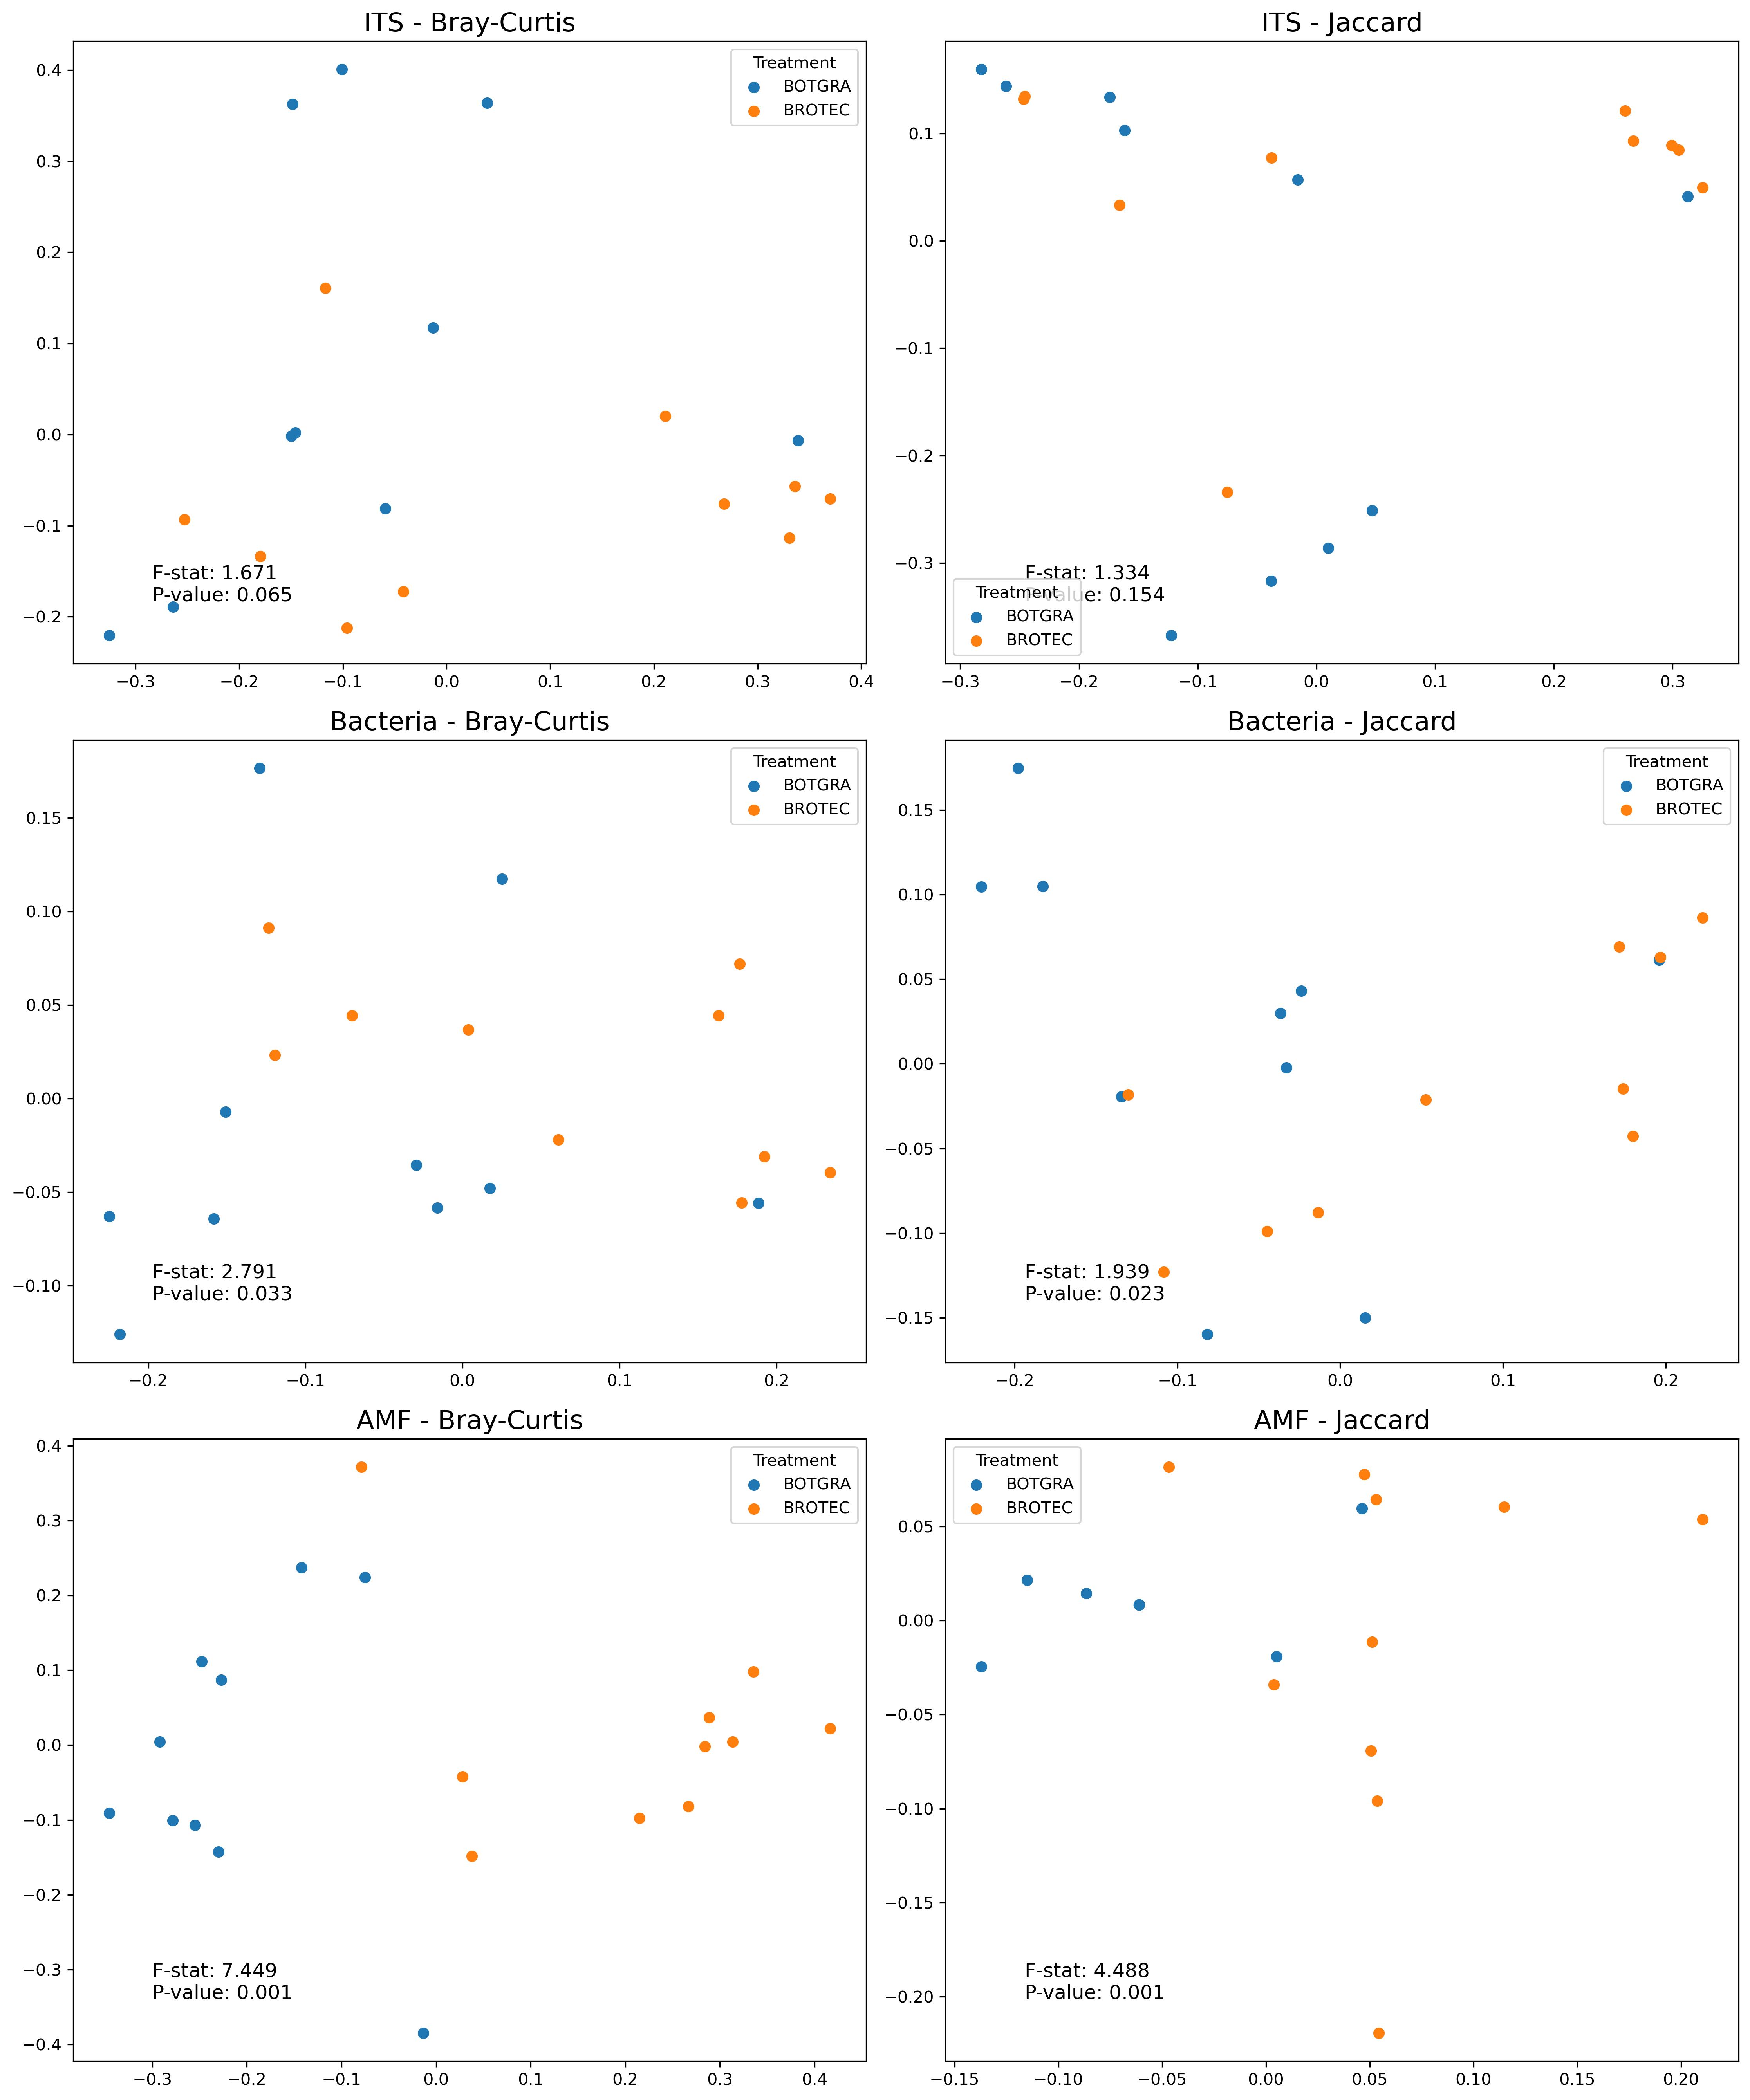 ITS - Bray-Curtis
0.4
0.3
0.2
0.1
0.0
−0.1
−0.2
Treatment
BOTGRA
BROTEC
F-stat: 1.671
P-value: 0.065
−0.3 −0.2 −0.1 0.0 0.1 0.2 0.3 0.4
ITS - Jaccard
0.1
0.0
−0.1
−0.2
−0.3
F-stat: 1.334
P-value: 0.154
Treatment
BOTGRA
BROTEC
−0.3 −0.2 −0.1 0.0 0.1 0.2 0.3
Bacteria - Bray-Curtis
0.15
0.10
0.05
0.00
−0.05
−0.10
Treatment
BOTGRA
BROTEC
F-stat: 2.791
P-value: 0.033
−0.2 −0.1 0.0 0.1 0.2
Bacteria - Jaccard
0.15
0.10
0.05
0.00
−0.05
−0.10
−0.15
Treatment
BOTGRA
BROTEC
F-stat: 1.939
P-value: 0.023
−0.2 −0.1 0.0 0.1 0.2
AMF - Bray-Curtis
0.4
0.3
0.2
0.1
0.0
−0.1
−0.2
−0.3
−0.4
Treatment
BOTGRA
BROTEC
F-stat: 7.449
P-value: 0.001
−0.3 −0.2 −0.1 0.0 0.1 0.2 0.3 0.4
AMF - Jaccard
0.05
0.00
−0.05
−0.10
−0.15
−0.20
Treatment
BOTGRA
BROTEC
F-stat: 4.488
P-value: 0.001
−0.15 −0.10 −0.05 0.00 0.05 0.10 0.15 0.20